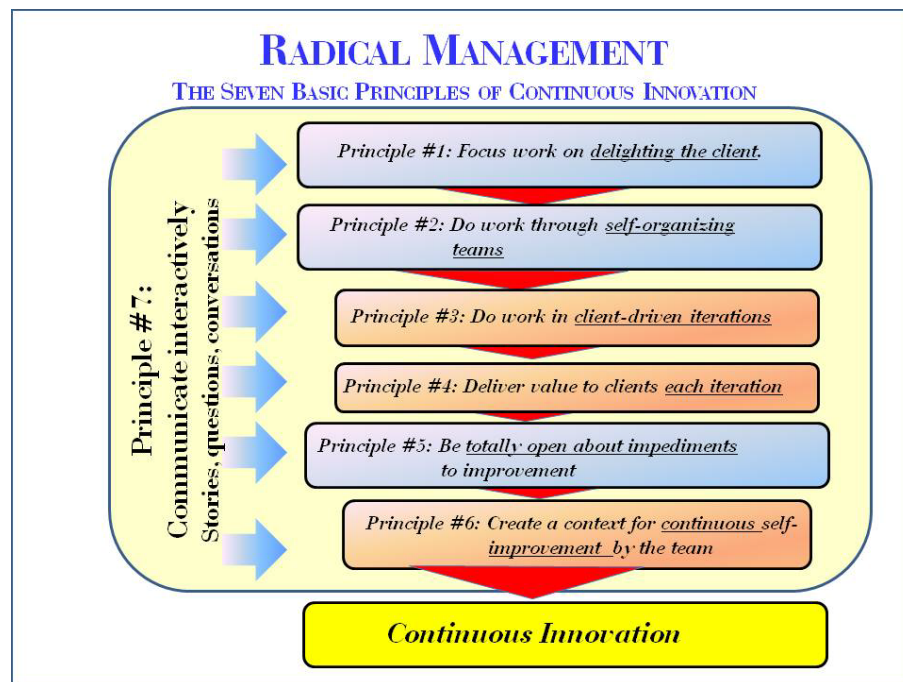 RADICAL MANAGEMENT
THE SEVEN BASIC PRINCIPLES OF CONTINUOUS INNOVATION
Principle #7:
Communicate interactively
Stories, questions, conversations
Principle #1: Focus work on delighting the client.
Principle #2: Do work through self-organizing
teams
Principle #3: Do work in client-driven iterations
Principle #4: Deliver value to clients each iteration
Principle #5: Be totally open about impediments
to improvement
Principle #6: Create a context for continuous self-
improvement by the team
Continuous Innovation